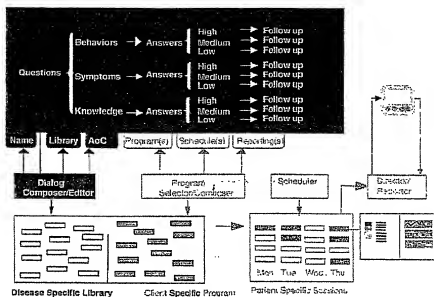 High → Follow up
Behaviors → Answers Medium → Follow up
Low → Follow up
High → Follow up
Questions Symptoms → Answers Medium → Follow up
Low → Follow up
High → Follow up
Knowledge → Answers Medium → Follow up
Low → Follow up
Name Library AoC Program(s) Schedule(s) Reporting(s)
Dialog Composer/Editor
Program
Scheduler
Mon Tue Wed Thu
Disease Specific Library Client Specific Program Patient Specific Sessions